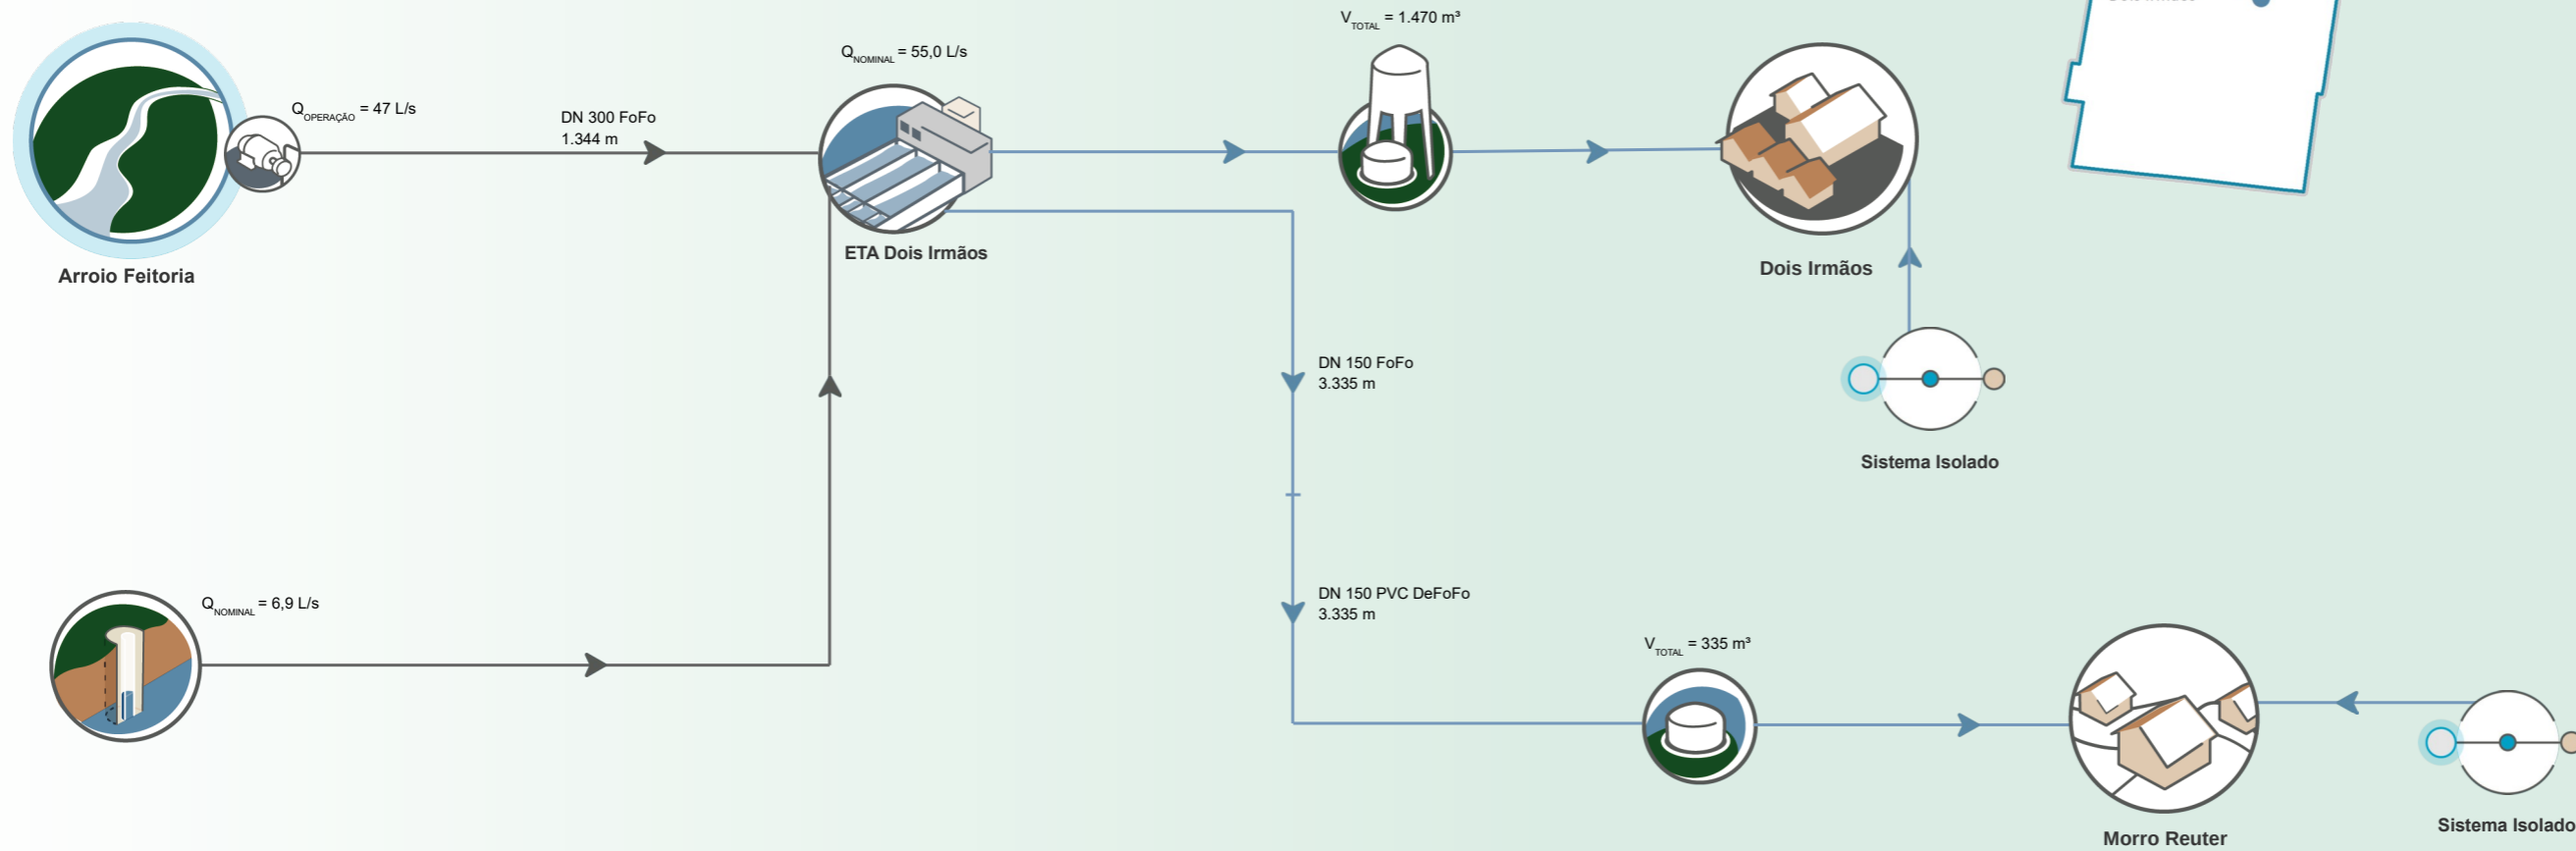 V TOTAL = 1.470 m³
Q NOMINAL = 55,0 L/s
Q OPERAÇÃO = 47 L/s
DN 300 FoFo
1.344 m
ETA Dois Irmãos
Dois Irmãos
Arroio Feitoria
DN 150 FoFo
3.335 m
Sistema Isolado
DN 150 PVC DeFoFo
3.335 m
Q NOMINAL = 6,9 L/s
V TOTAL = 335 m³
Sistema Isolado
Morro Reuter